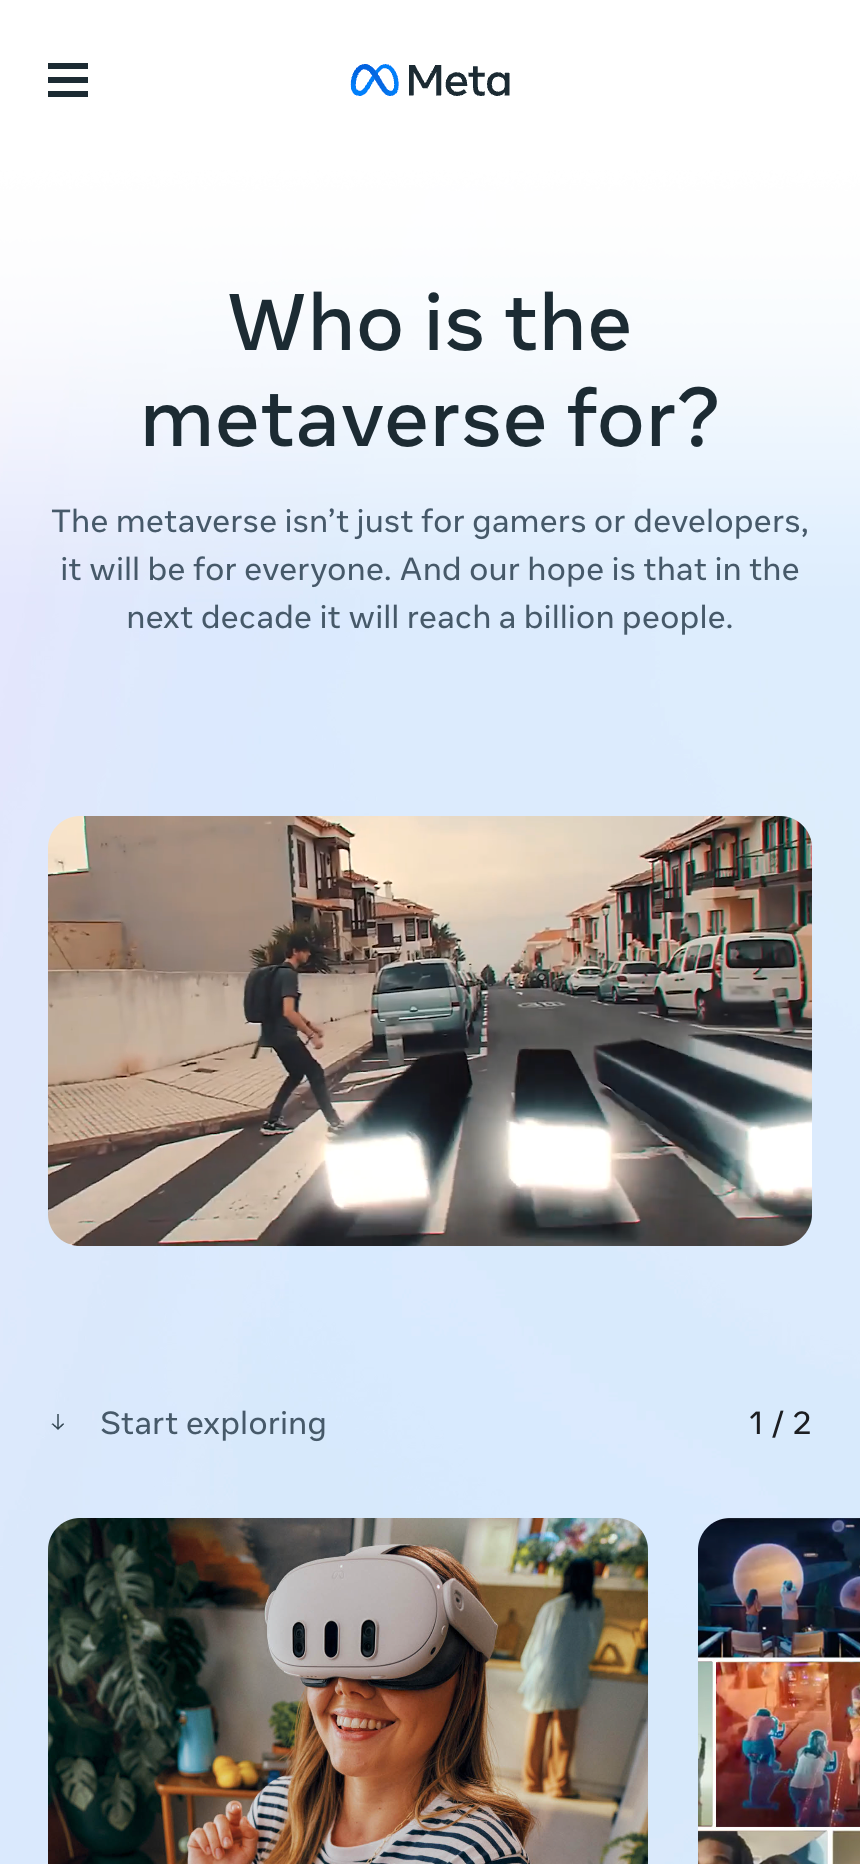 Meta
Who is the
metaverse for?
The metaverse isn’t just for gamers or developers,
it will be for everyone. And our hope is that in the
next decade it will reach a billion people.
↓ Start exploring
1 / 2